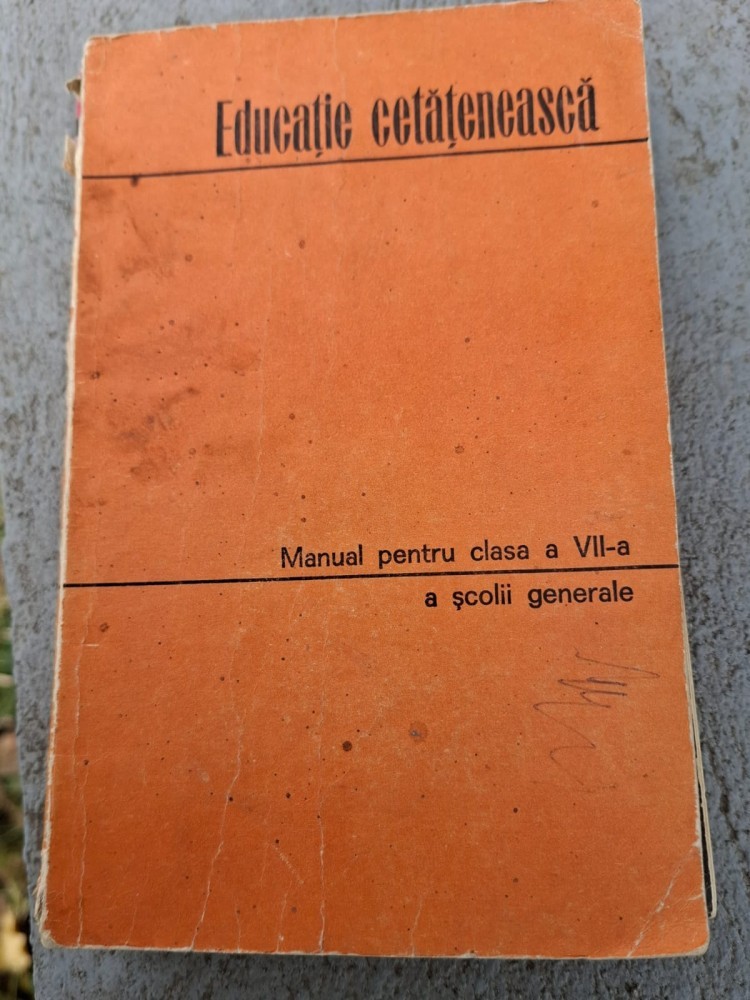 Educație cetățenească
Manual pentru clasa a VII-a
a școlii generale